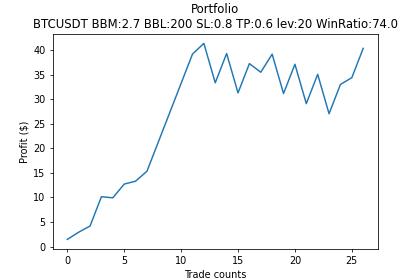 Portfolio
BTCUSDT BBM:2.7 BBL:200 SL:0.8 TP:0.6 lev:20 WinRatio:74.0
40
35
30
25
20
15
10
5
0
Profit ($)
0 5 10 15 20 25
Trade counts